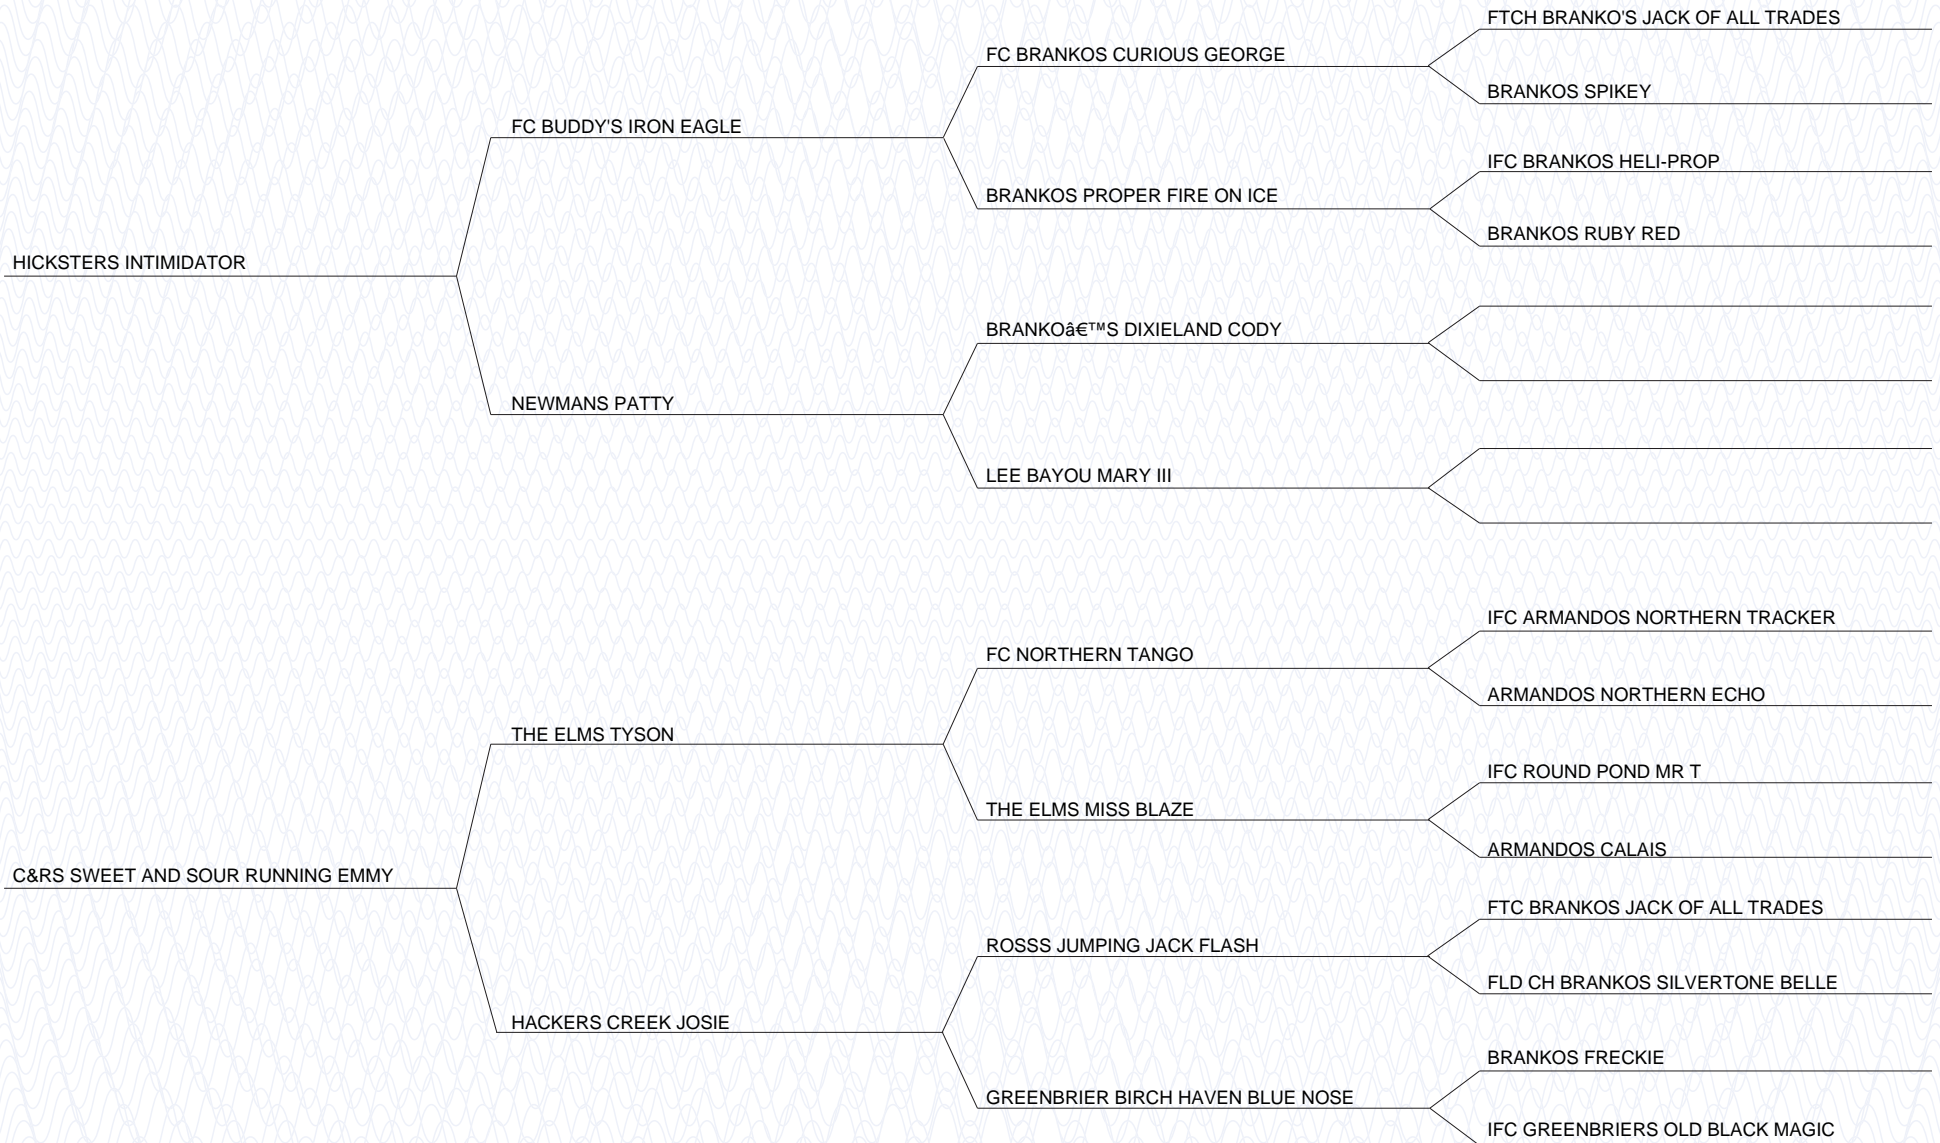 FTCH BRANKO'S JACK OF ALL TRADES
FC BRANKOS CURIOUS GEORGE
BRANKOS SPIKEY
FC BUDDY'S IRON EAGLE
IFC BRANKOS HELI-PROP
BRANKOS PROPER FIRE ON ICE
BRANKOS RUBY RED
HICKSTERS INTIMIDATOR
BRANKOâ€™S DIXIELAND CODY
NEWMANS PATTY
LEE BAYOU MARY III
IFC ARMANDOS NORTHERN TRACKER
FC NORTHERN TANGO
ARMANDOS NORTHERN ECHO
THE ELMS TYSON
IFC ROUND POND MR T
THE ELMS MISS BLAZE
ARMANDOS CALAIS
C&RS SWEET AND SOUR RUNNING EMMY
FTC BRANKOS JACK OF ALL TRADES
ROSSS JUMPING JACK FLASH
FLD CH BRANKOS SILVERTONE BELLE
HACKERS CREEK JOSIE
BRANKOS FRECKIE
GREENBRIER BIRCH HAVEN BLUE NOSE
IFC GREENBRIERS OLD BLACK MAGIC